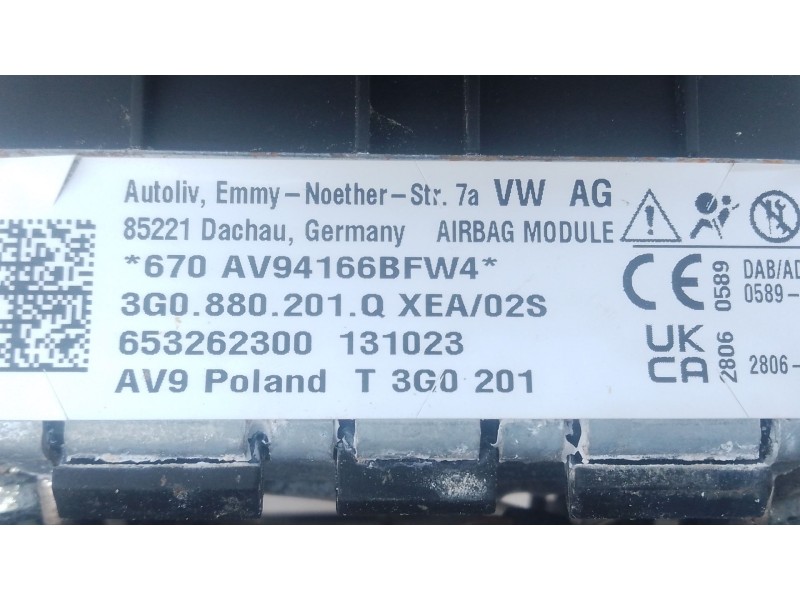 Autoliv, Emmy-Noether-Str. 7a VW AG
85221 Dachau, Germany AIRBAG MODULE
*670 AV94166BFW4*
3G0.880.201.Q XEA/02S
653262300 131023
AV9 Poland T 3G0 201
CE 0589
DAB/AD
0589-
UK
CA 2806
2806-